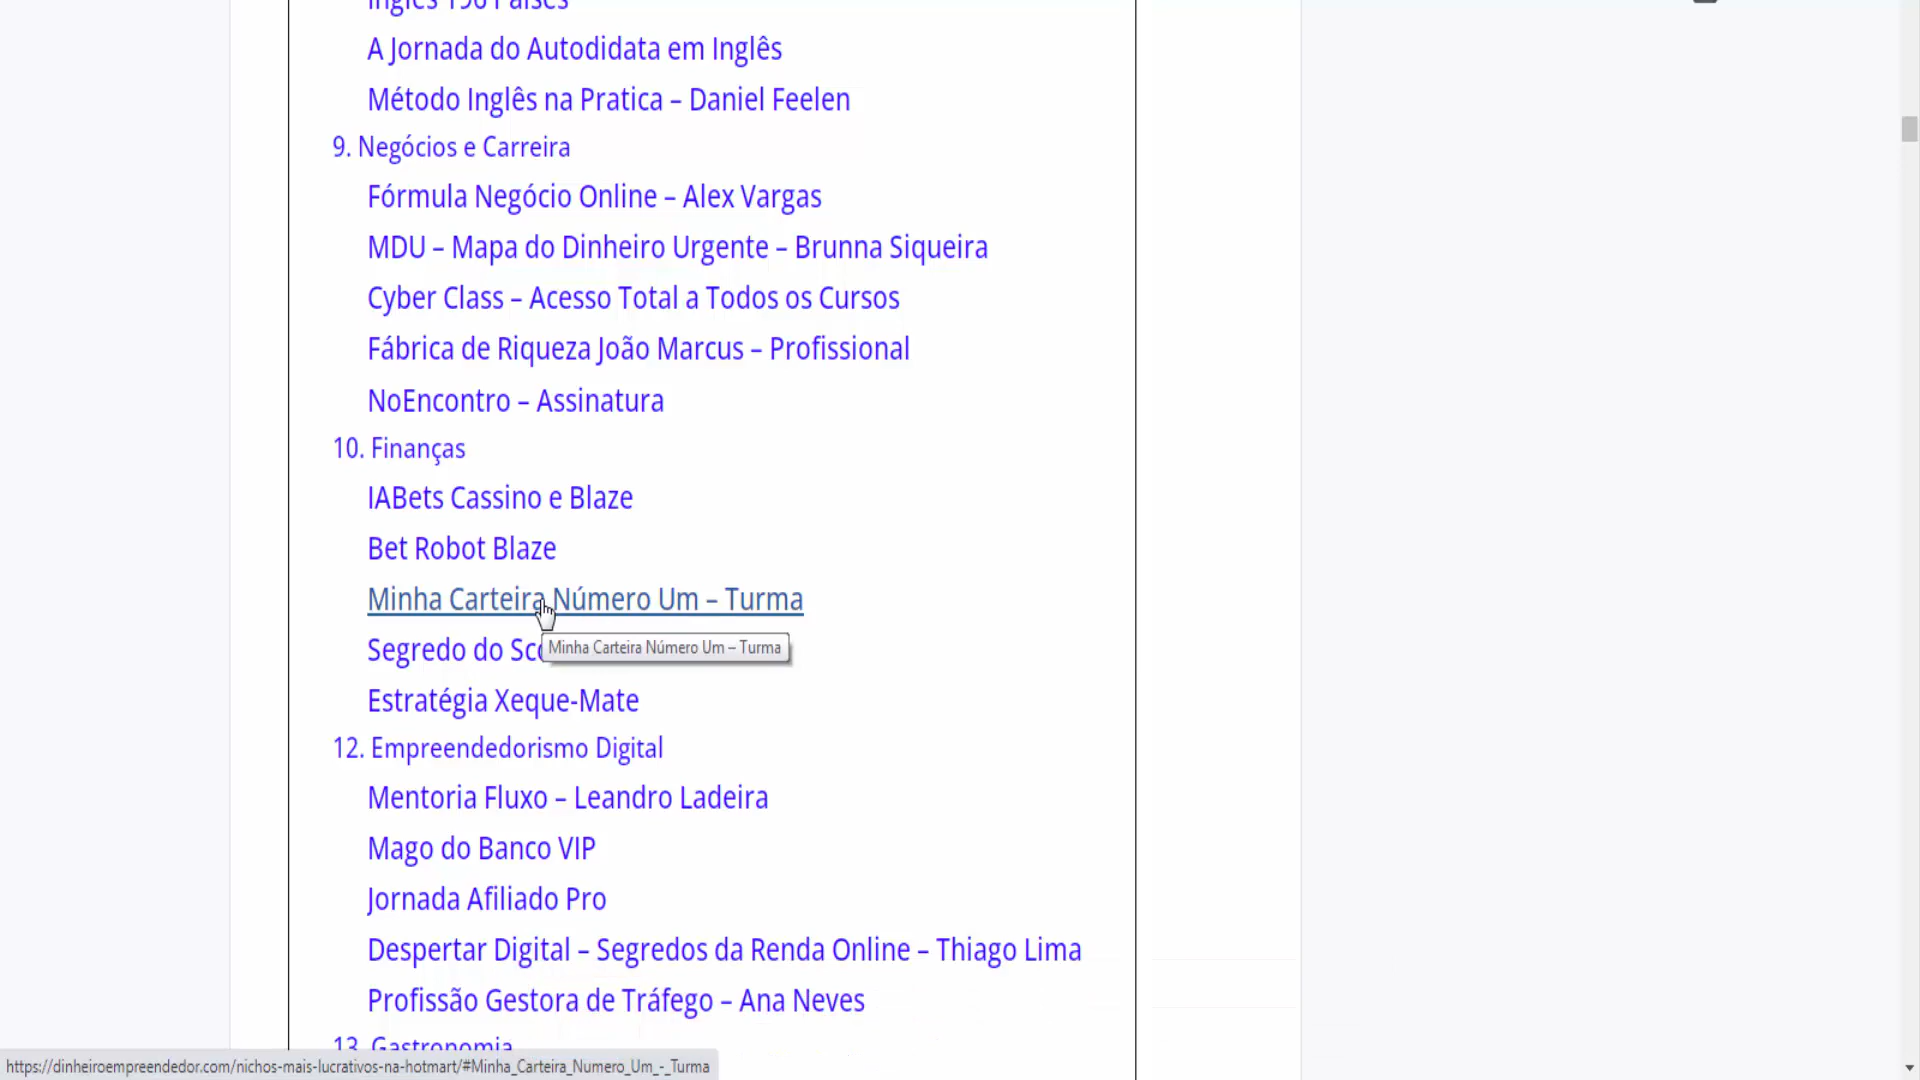 A Jornada do Autodidata em Inglês
Método Inglês na Pratica – Daniel Feelen
9. Negócios e Carreira
Fórmula Negócio Online – Alex Vargas
MDU – Mapa do Dinheiro Urgente – Brunna Siqueira
Cyber Class – Acesso Total a Todos os Cursos
Fábrica de Riqueza João Marcus – Profissional
NoEncontro – Assinatura
10. Finanças
IABets Cassino e Blaze
Bet Robot Blaze
Minha Carteira Número Um – Turma
Segredo do
Minha Carteira Número Um – Turma
Estratégia Xeque-Mate
12. Empreendedorismo Digital
Mentoria Fluxo – Leandro Ladeira
Mago do Banco VIP
Jornada Afiliado Pro
Despertar Digital – Segredos da Renda Online – Thiago Lima
Profissão Gestora de Tráfego – Ana Neves
13. Gastronomia
https://dinheiroempreendedor.com/nichos-mais-lucrativos-na-hotmart/#Minha_Carteira_Numero_Um_-_Turma